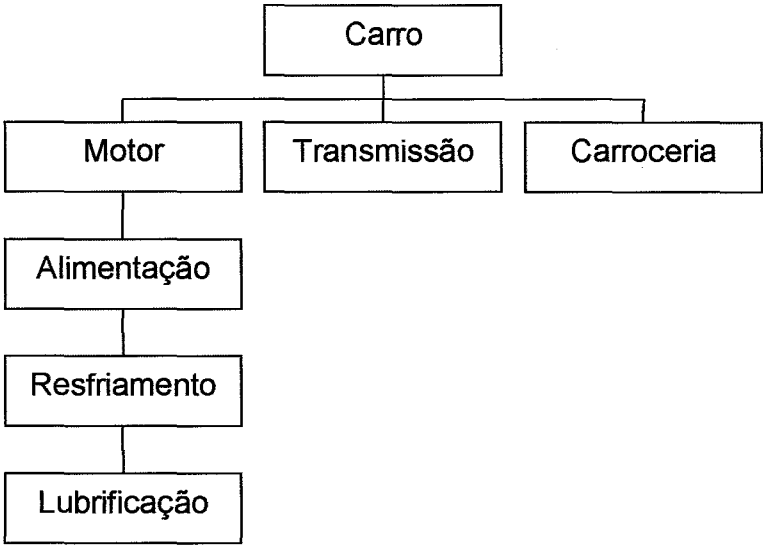 Carro
Motor
Transmissão
Carroceria
Alimentação
Resfriamento
Lubrificação